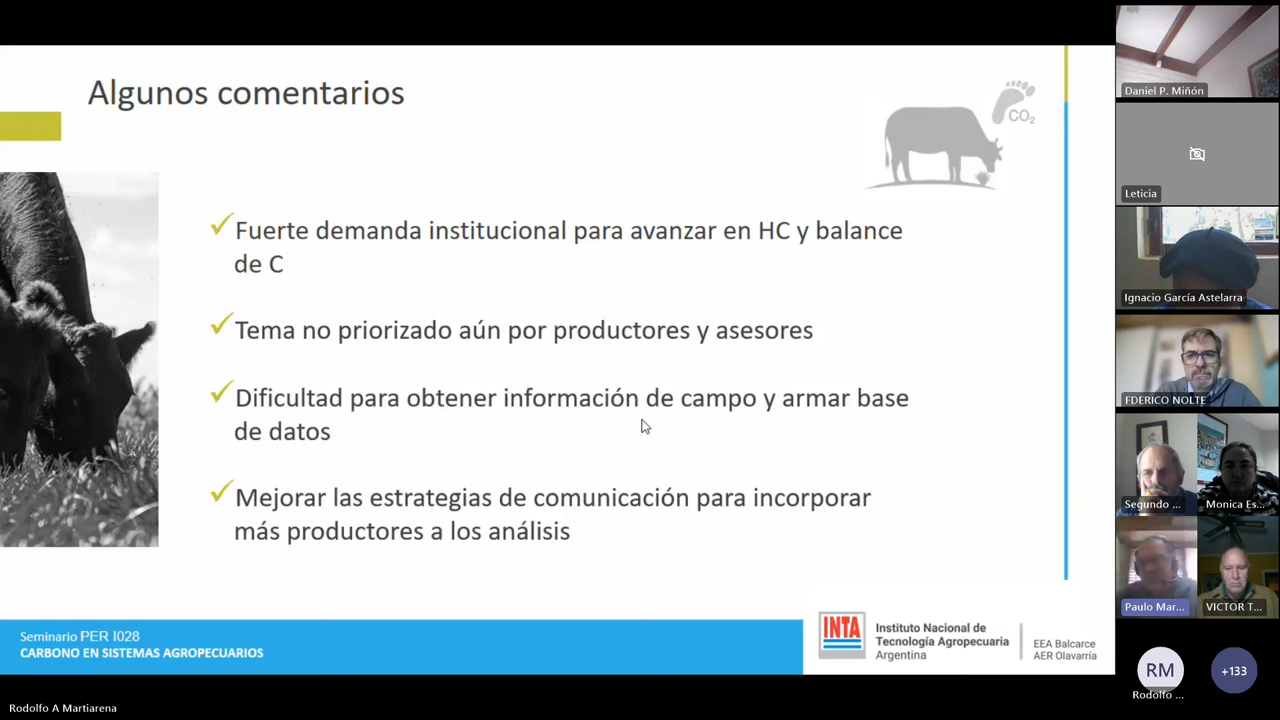 Algunos comentarios
CO₂
Fuerte demanda institucional para avanzar en HC y balance
de C
Tema no priorizado aún por productores y asesores
Dificultad para obtener información de campo y armar base
de datos
Mejorar las estrategias de comunicación para incorporar
más productores a los análisis
Seminario PER I028
CARBONO EN SISTEMAS AGROPECUARIOS
INTA
Instituto Nacional de
Tecnología Agropecuaria
Argentina
EEA Balcarce
AER Olavarría
Daniel P. Miñón
Leticia
Ignacio García Astelarra
FDERICO NOLTE
Segundo ...
Monica Es...
Paulo Mar...
VICTOR T...
RM
Rodolfo ...
+133
Rodolfo A Martiarena